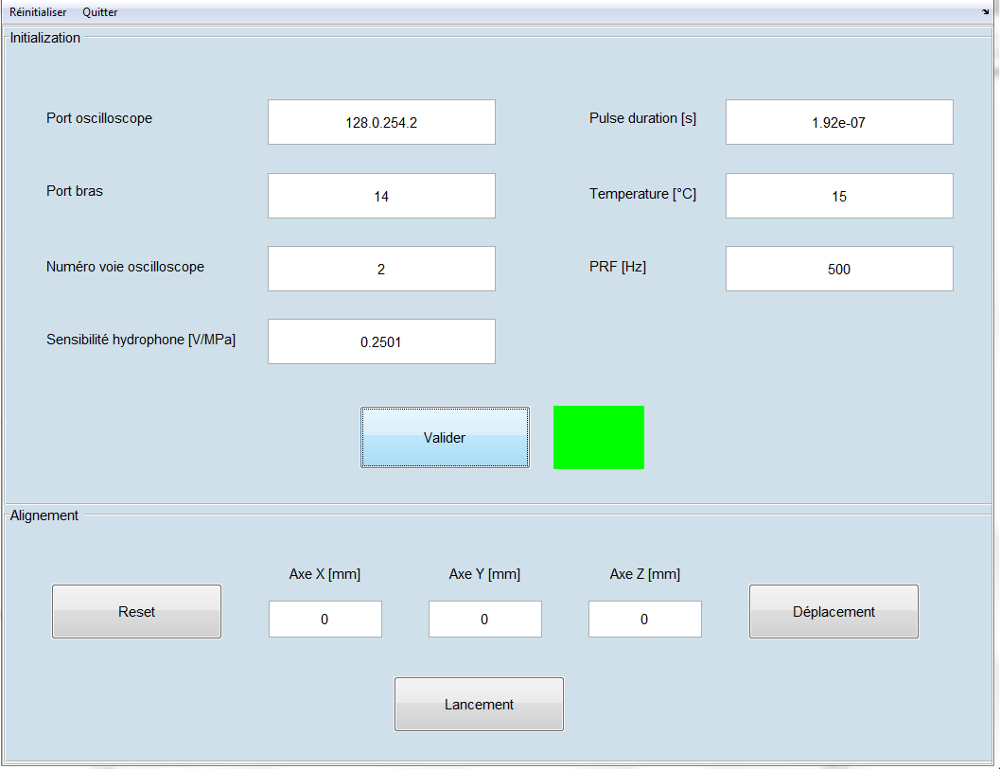 Réinitialiser Quitter
Initialization
Port oscilloscope 128.0.254.2 Pulse duration [s] 1.92e-07
Port bras 14 Temperature [°C] 15
Numéro voie oscilloscope 2 PRF [Hz] 500
Sensibilité hydrophone [V/MPa] 0.2501
Valider
Alignement
Axe X [mm] Axe Y [mm] Axe Z [mm]
Reset 0 0 0 Déplacement
Lancement